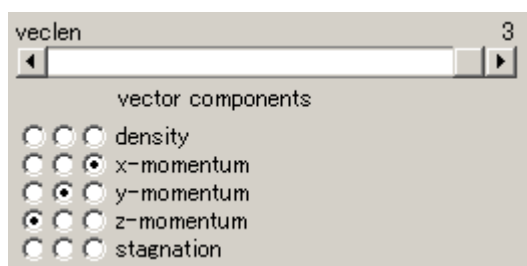 veclen 3
vector components
density
x-momentum
y-momentum
z-momentum
stagnation